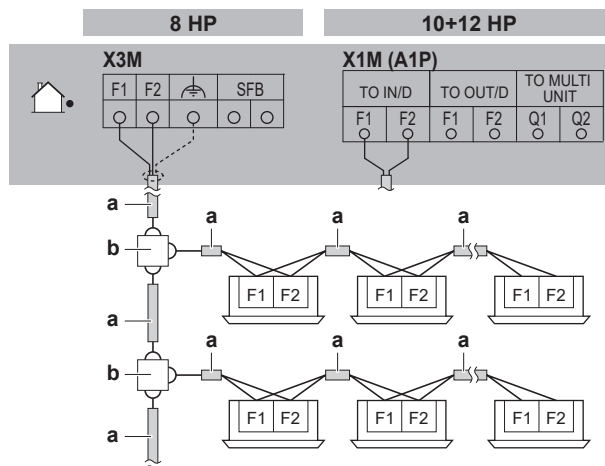 8 HP
10+12 HP
X3M
X1M (A1P)
F1 F2 SFB
TO IN/D TO OUT/D TO MULTI UNIT
F1 F2 F1 F2 Q1 Q2
a
b
a a a
F1 F2 F1 F2 F1 F2
a
b
a a a
F1 F2 F1 F2 F1 F2
a